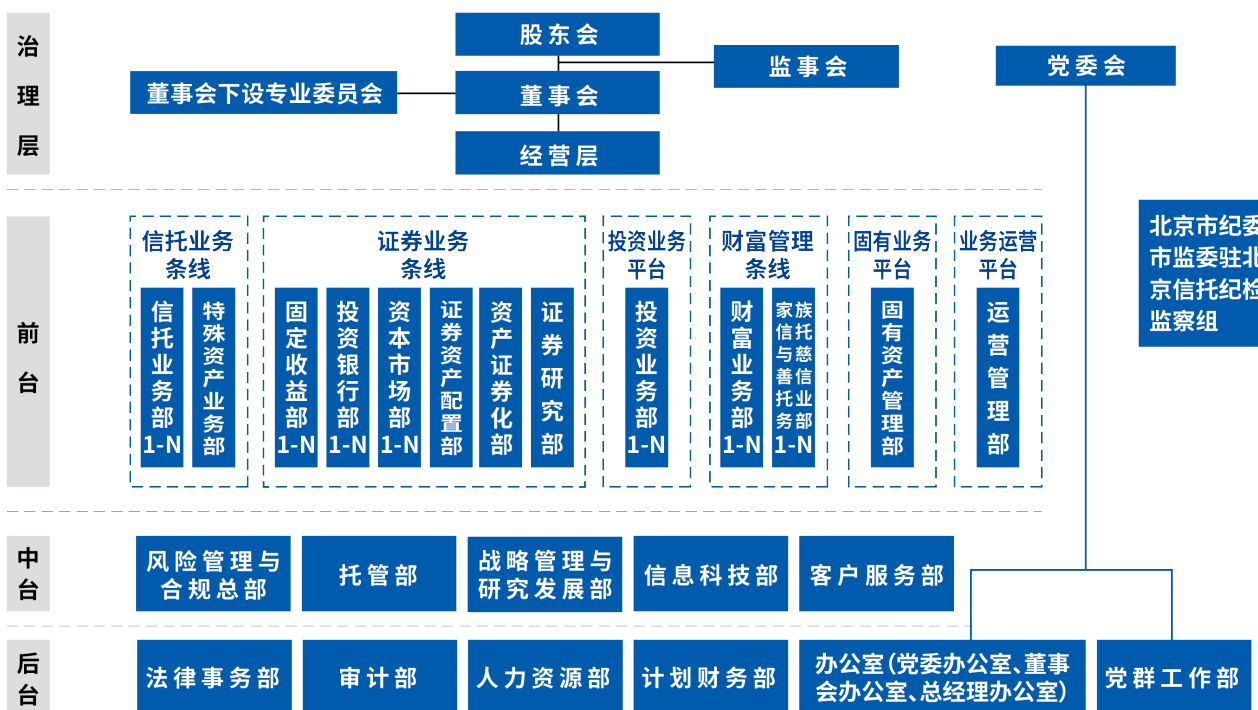 治理层
股东会
监事会
党委会
董事会下设专业委员会
董事会
经营层
前台
信托业务
条线
信托业务部1-N
特殊资产业务部
证券业务
条线
固定收益部1-N
投资银行部1-N
资本市场部1-N
证券资产配置部
资产证券化部
证券研究部
投资业务
平台
投资业务部1-N
财富管理
条线
财富业务部1-N
家族信托与慈善信托业务部1-N
固有业务
平台
固有资产管理部
业务运营
平台
运营管理部
北京市纪委
市监委驻北
京信托纪检
监察组
中台
风险管理与
合规总部
托管部
战略管理与
研究发展部
信息科技部
客户服务部
后台
法律事务部
审计部
人力资源部
计划财务部
办公室(党委办公室、董事
会办公室、总经理办公室)
党群工作部